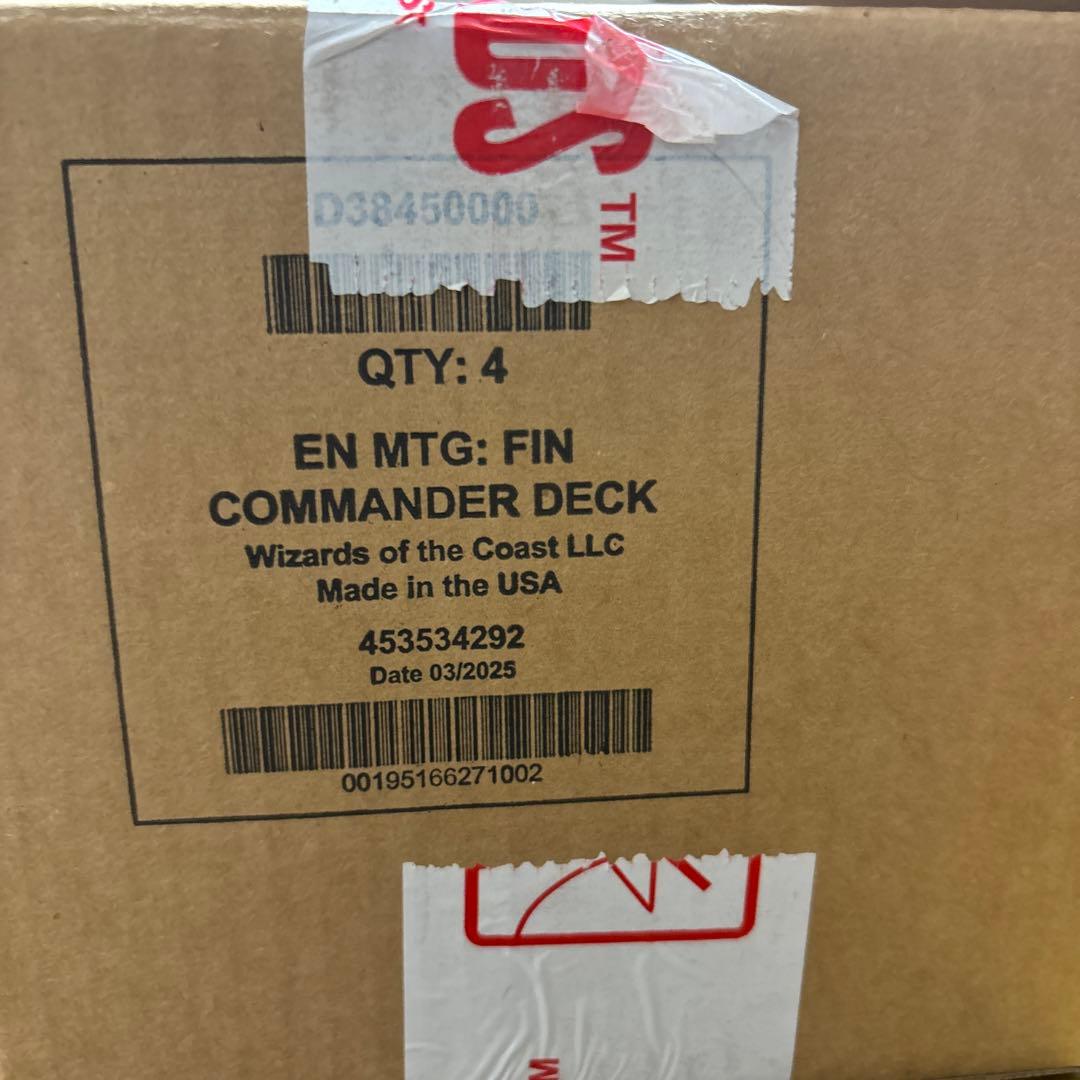 D38450000
QTY: 4
EN MTG: FIN
COMMANDER DECK
Wizards of the Coast LLC
Made in the USA
453534292
Date 03/2025
00195166271002
TM
M